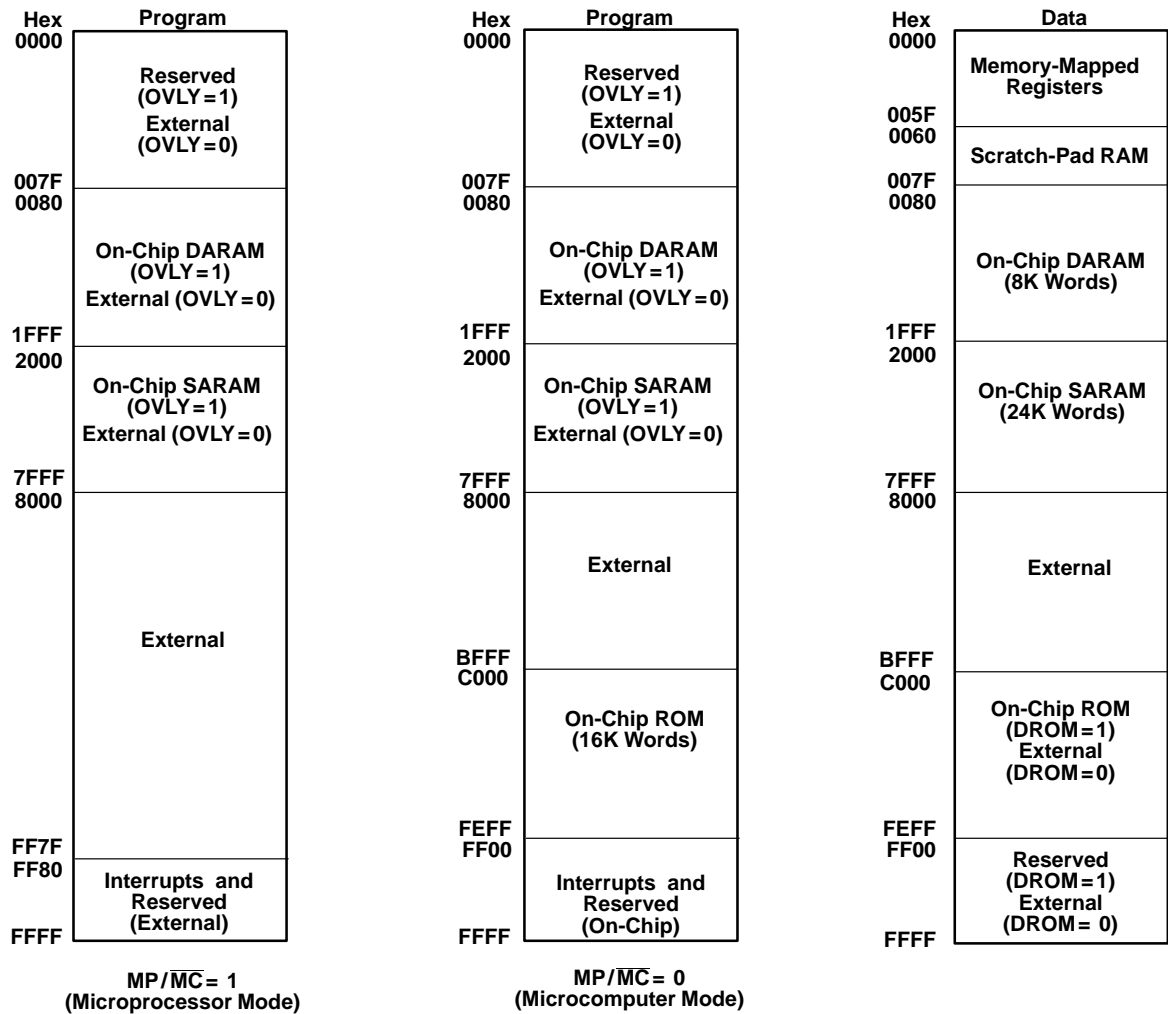 Hex
Program
0000
Reserved
(OVLY=1)
External
(OVLY=0)
007F
0080
On-Chip DARAM
(OVLY=1)
External (OVLY=0)
1FFF
2000
On-Chip SARAM
(OVLY=1)
External (OVLY=0)
7FFF
8000
External
FF7F
FF80
Interrupts and
Reserved
(External)
FFFF
MP/M̅C̅= 1
(Microprocessor Mode)
Hex
Program
0000
Reserved
(OVLY=1)
External
(OVLY=0)
007F
0080
On-Chip DARAM
(OVLY=1)
External (OVLY=0)
1FFF
2000
On-Chip SARAM
(OVLY=1)
External (OVLY=0)
7FFF
8000
External
BFFF
C000
On-Chip ROM
(16K Words)
FEFF
FF00
Interrupts and
Reserved
(On-Chip)
FFFF
MP/M̅C̅= 0
(Microcomputer Mode)
Hex
Data
0000
Memory-Mapped
Registers
005F
0060
Scratch-Pad RAM
007F
0080
On-Chip DARAM
(8K Words)
1FFF
2000
On-Chip SARAM
(24K Words)
7FFF
8000
External
BFFF
C000
On-Chip ROM
(DROM=1)
External
(DROM=0)
FEFF
FF00
Reserved
(DROM=1)
External
(DROM= 0)
FFFF